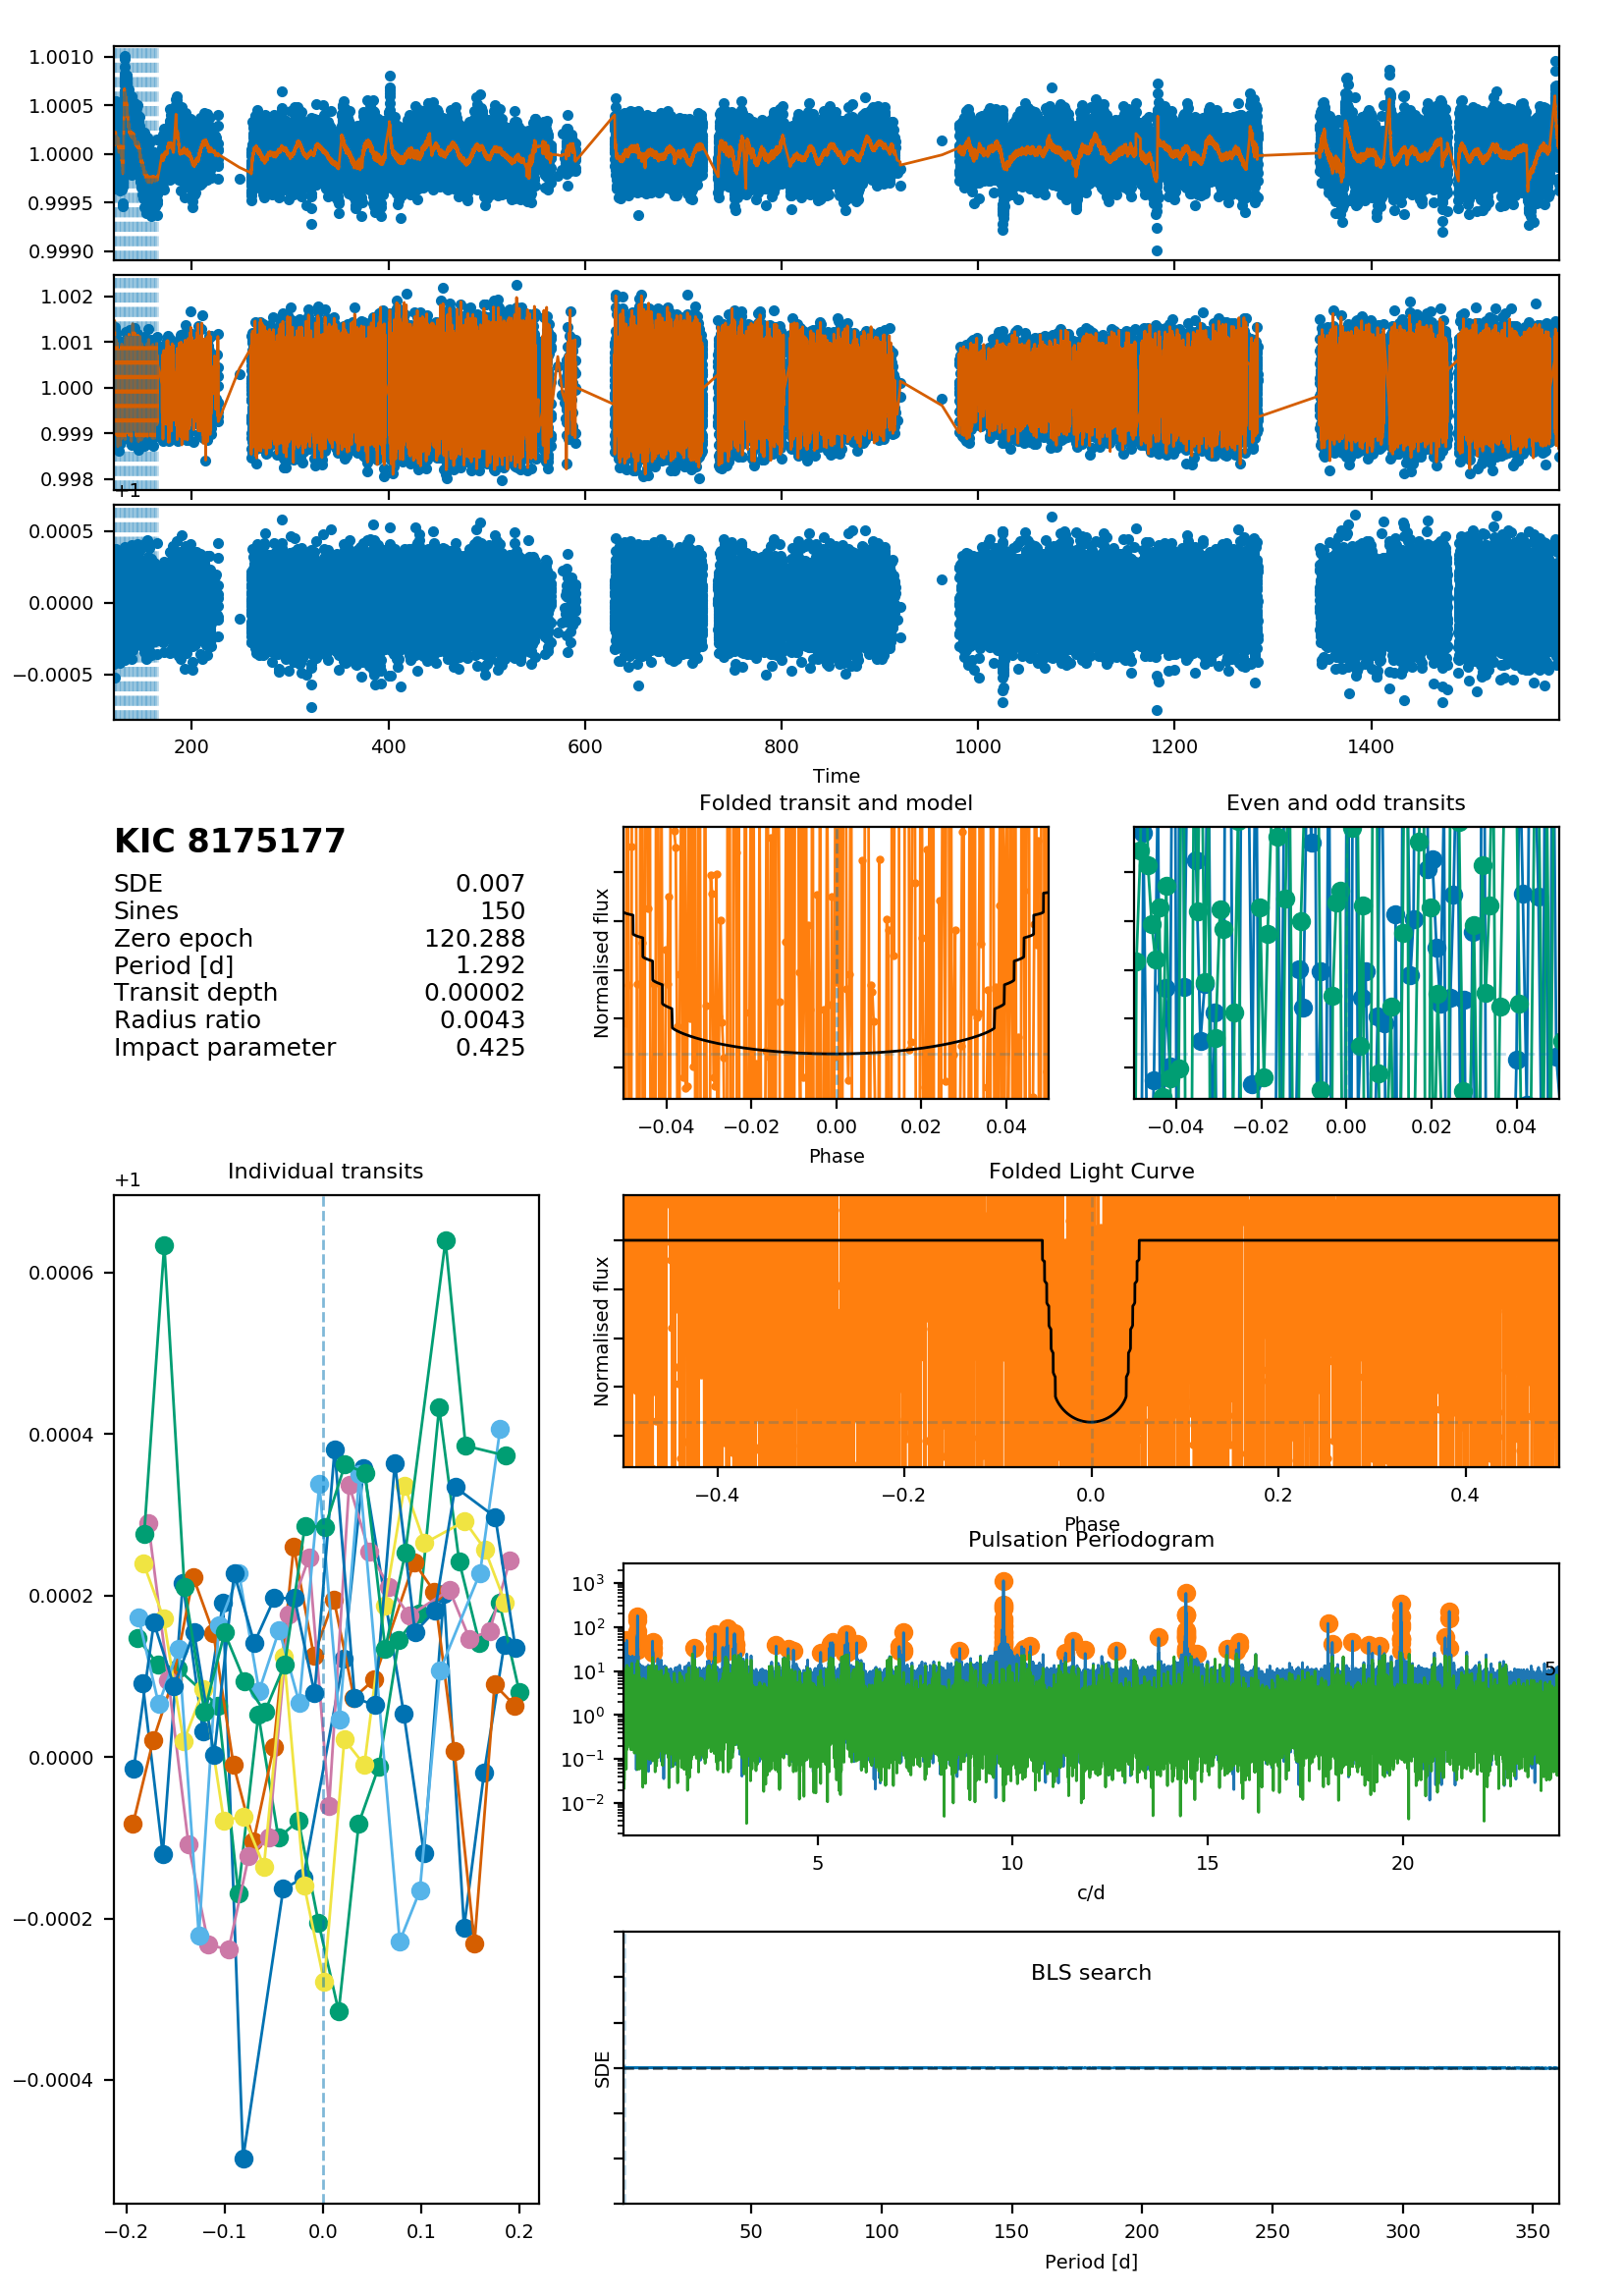 1.0010
1.0005
1.0000
0.9995
0.9990
1.002
1.001
1.000
0.999
0.998
+1
0.0005
0.0000
−0.0005
200 400 600 800 1000 1200 1400
Time
KIC 8175177
SDE 0.007
Sines 150
Zero epoch 120.288
Period [d] 1.292
Transit depth 0.00002
Radius ratio 0.0043
Impact parameter 0.425
Folded transit and model
Normalised flux
−0.04 −0.02 0.00 0.02 0.04
Phase
Even and odd transits
−0.04 −0.02 0.00 0.02 0.04
Individual transits
+1
0.0006
0.0004
0.0002
0.0000
−0.0002
−0.0004
−0.2 −0.1 0.0 0.1 0.2
Folded Light Curve
Normalised flux
−0.4 −0.2 0.0 0.2 0.4
Phase
Pulsation Periodogram
10³
10²
10¹
10⁰
10⁻¹
10⁻²
5
5 10 15 20
c/d
BLS search
SDE
50 100 150 200 250 300 350
Period [d]